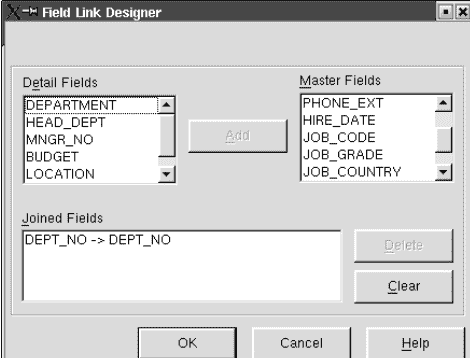 Field Link Designer
Detail Fields
DEPARTMENT
HEAD_DEPT
MNGR_NO
BUDGET
LOCATION
Add
Master Fields
PHONE_EXT
HIRE_DATE
JOB_CODE
JOB_GRADE
JOB_COUNTRY
Joined Fields
DEPT_NO -> DEPT_NO
Delete
Clear
OK
Cancel
Help